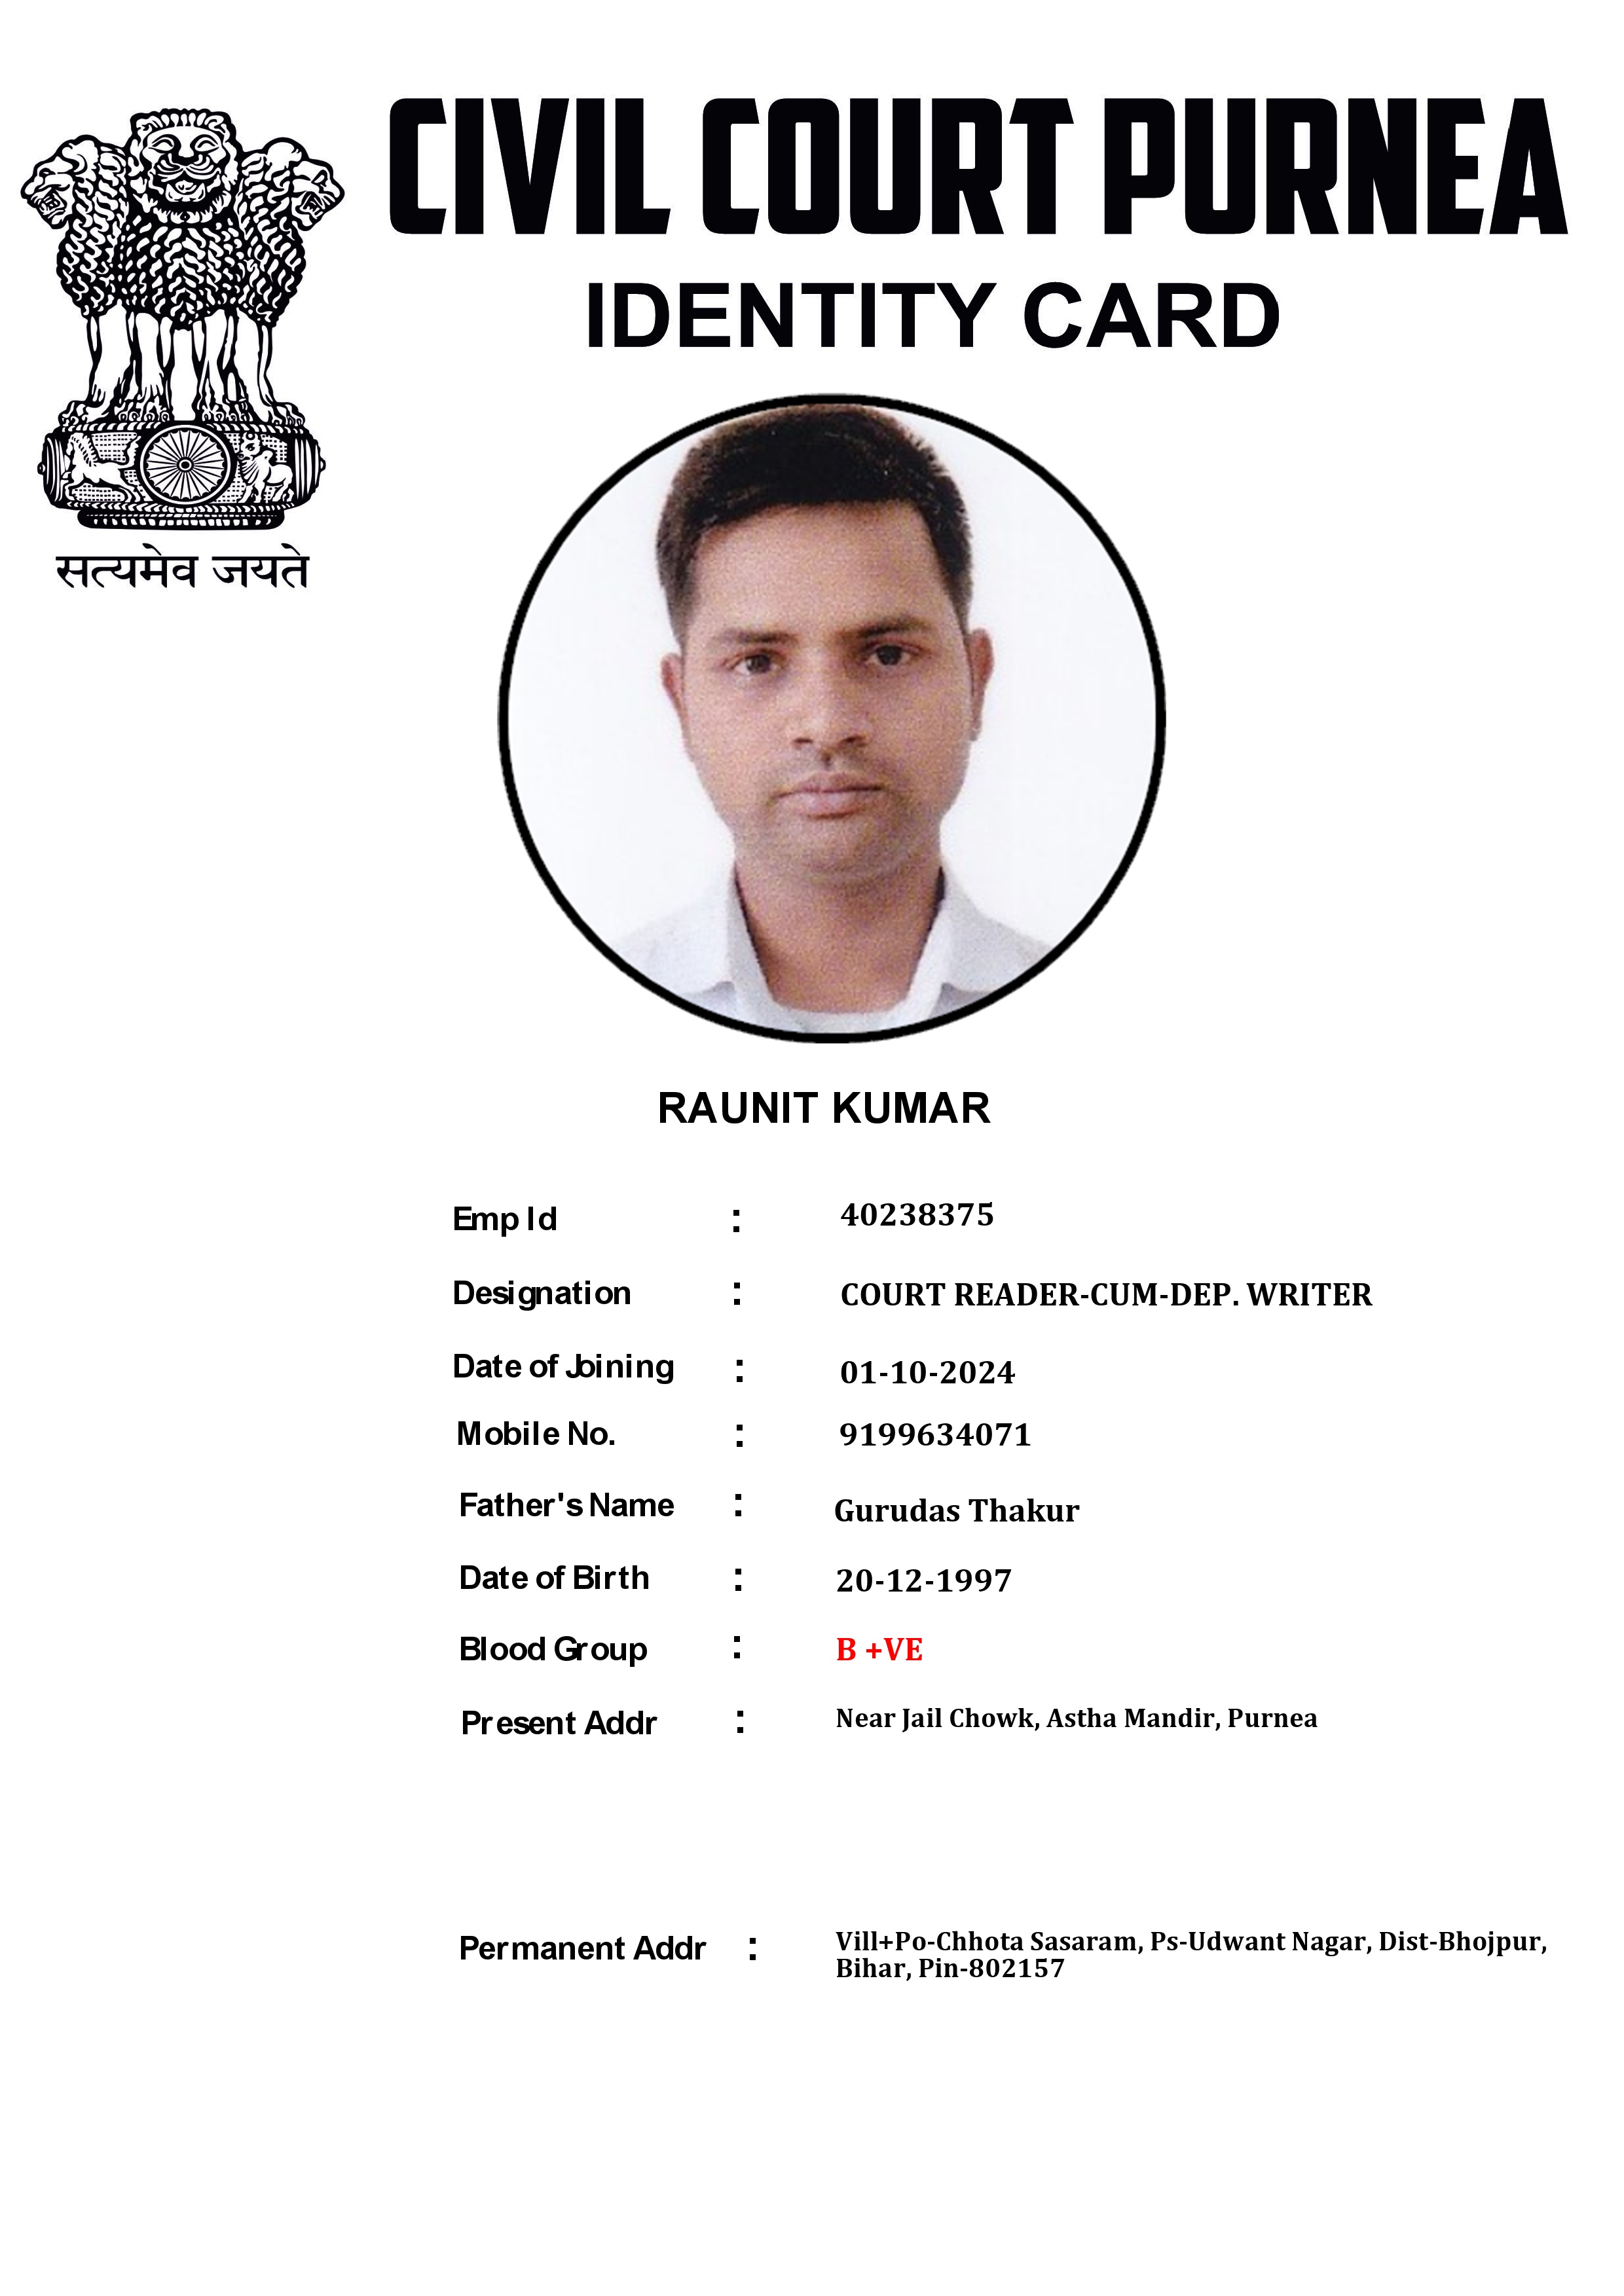 CIVIL COURT PURNEA
IDENTITY CARD
सत्यमेव जयते
RAUNIT KUMAR
Emp Id : 40238375
Designation : COURT READER-CUM-DEP. WRITER
Date of Joining : 01-10-2024
Mobile No. : 9199634071
Father's Name : Gurudas Thakur
Date of Birth : 20-12-1997
Blood Group : B +VE
Present Addr : Near Jail Chowk, Astha Mandir, Purnea
Permanent Addr : Vill+Po-Chhota Sasaram, Ps-Udwant Nagar, Dist-Bhojpur,
Bihar, Pin-802157